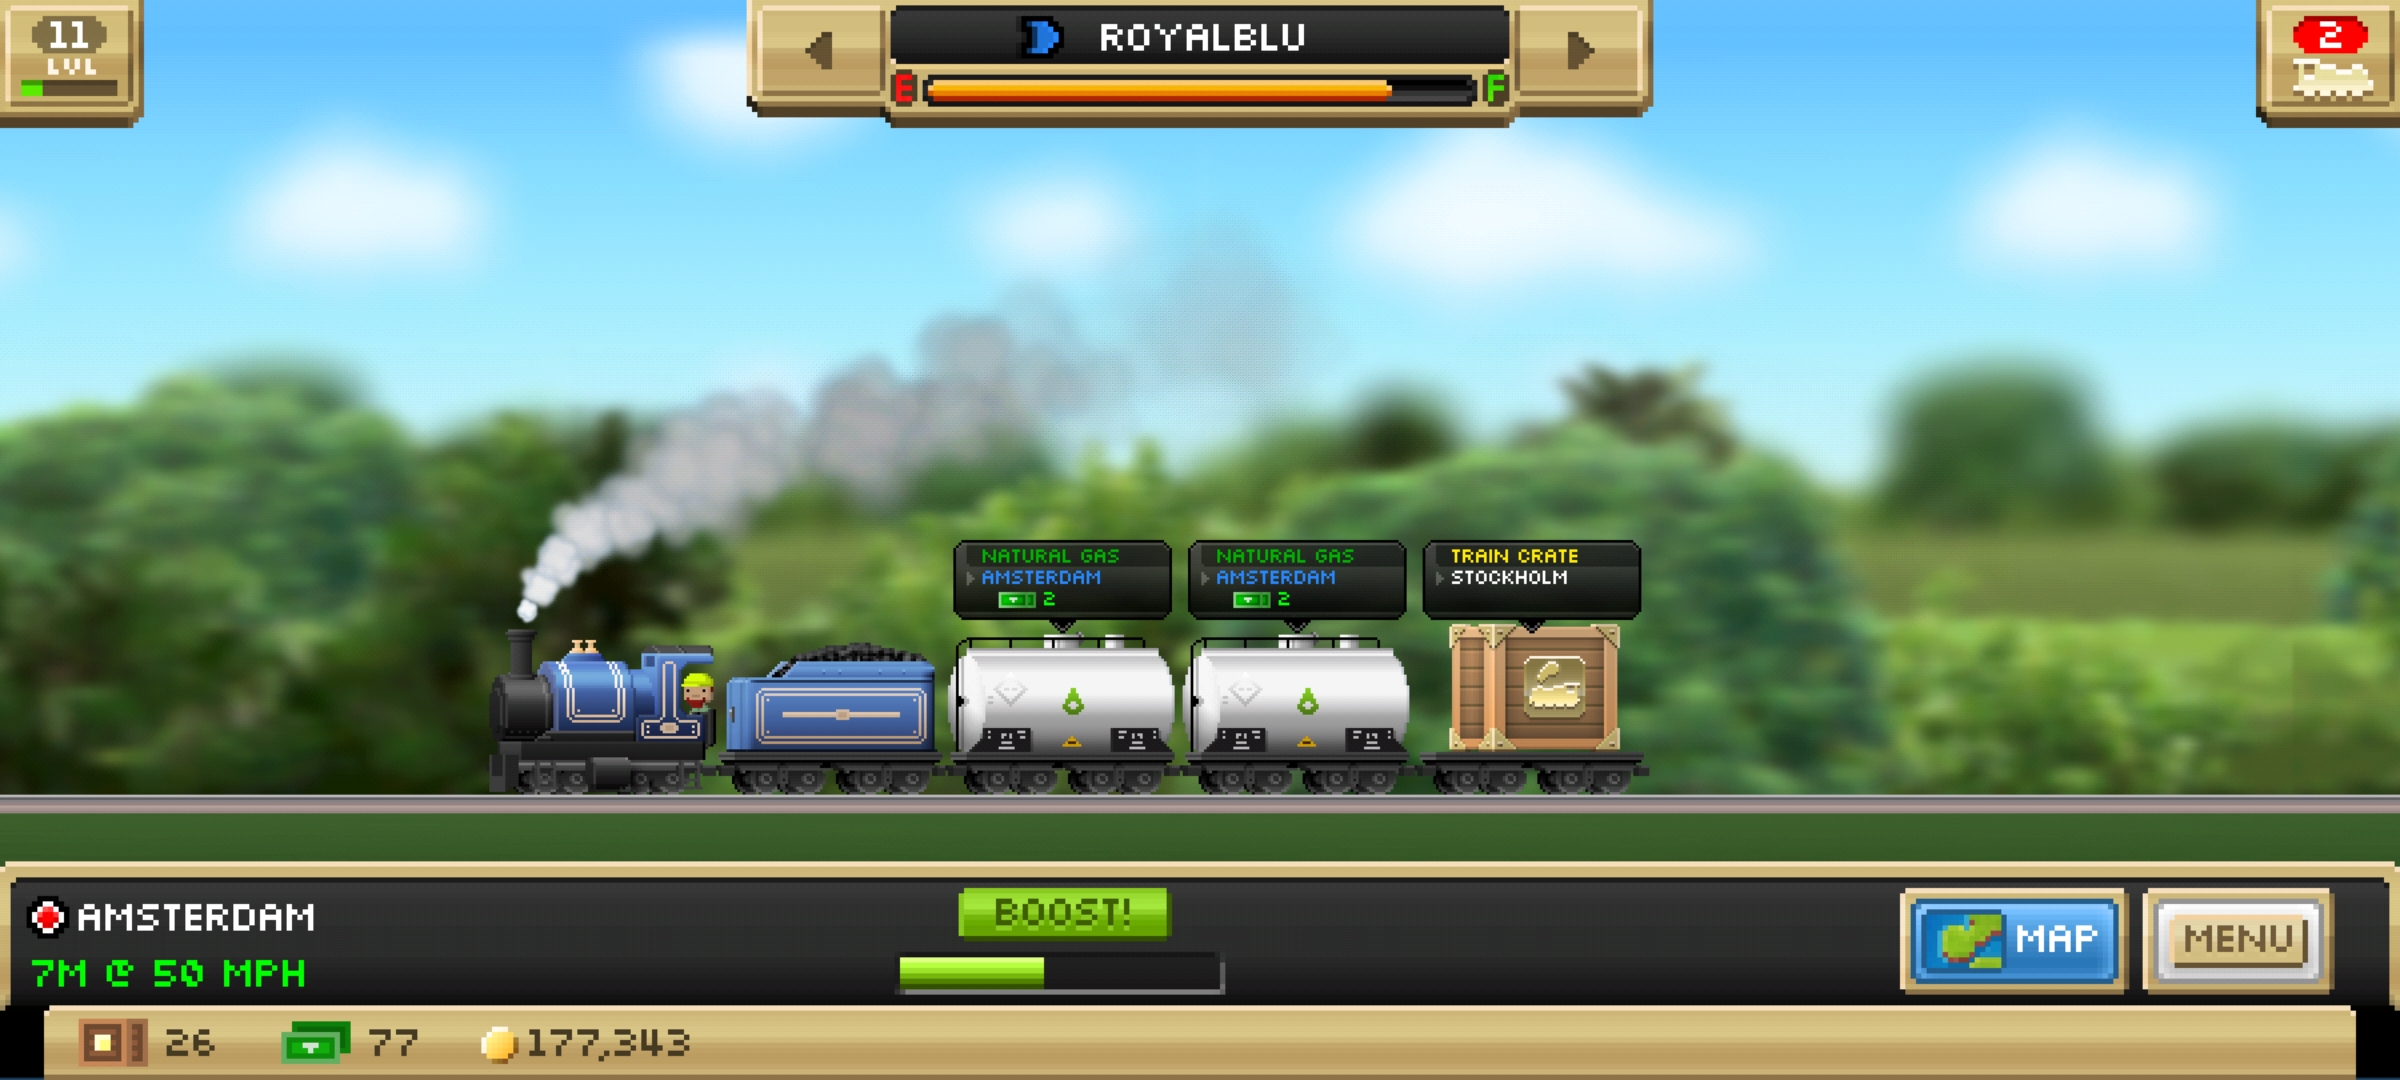 11
LVL
ROYALBLU
E
F
2
NATURAL GAS
AMSTERDAM
2
NATURAL GAS
AMSTERDAM
2
TRAIN CRATE
STOCKHOLM
AMSTERDAM
7M @ 50 MPH
BOOST!
MAP
MENU
26
77
177,343